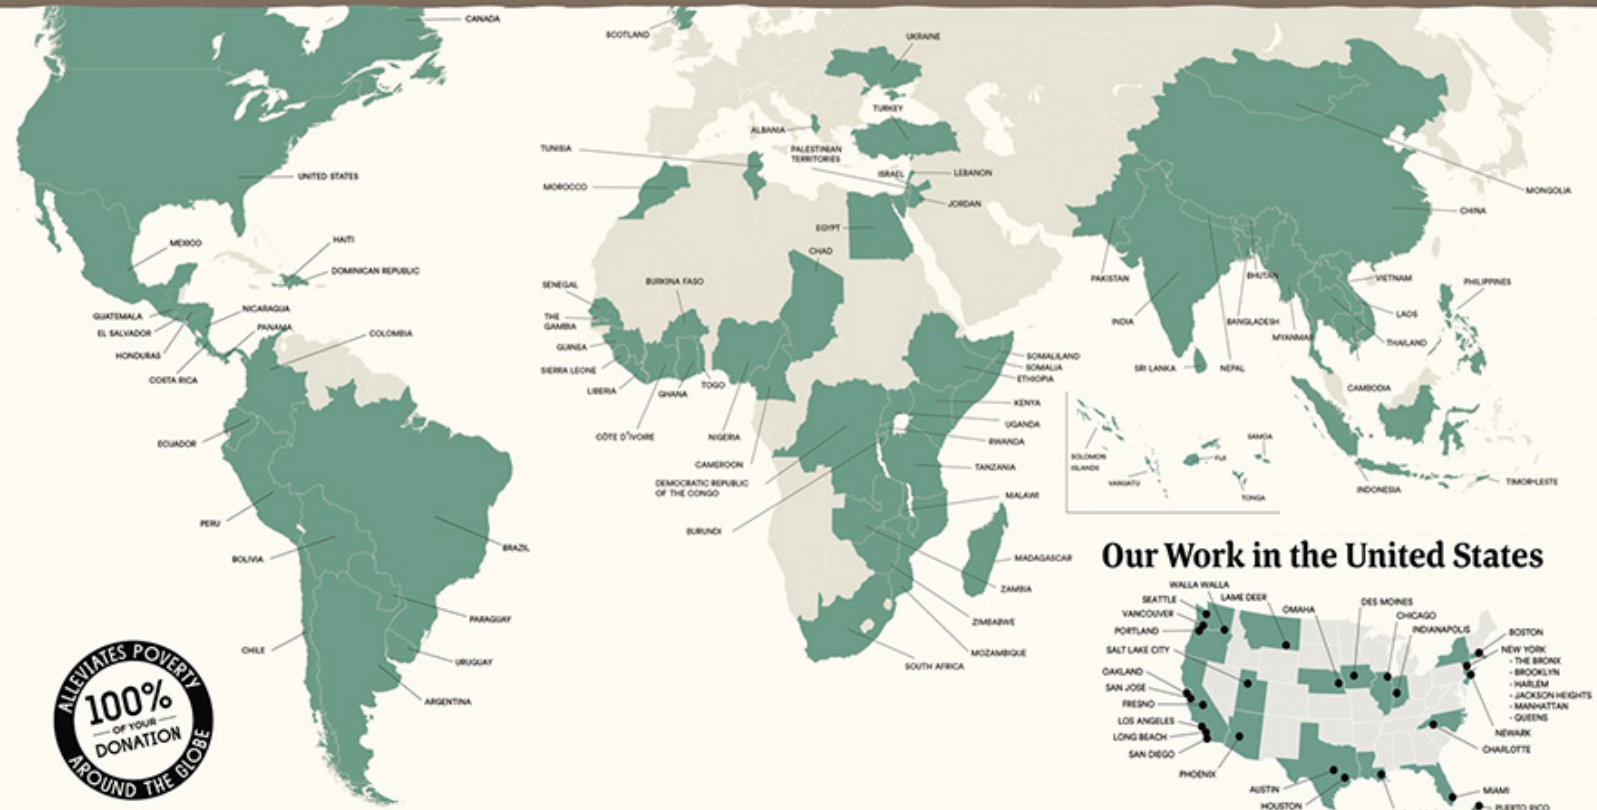 CANADA
SCOTLAND
UKRAINE
TURKEY
ALBANIA
TUNISIA
PALESTINIAN
TERRITORIES
ISRAEL
LEBANON
MOROCCO
JORDAN
UNITED STATES
MONGOLIA
CHINA
EGYPT
CHAD
MEXICO
HAITI
DOMINICAN REPUBLIC
PAKISTAN
BHUTAN
VIETNAM
PHILIPPINES
SENEGAL
BURKINA FASO
GUATEMALA
NICARAGUA
EL SALVADOR
PANAMA
COLOMBIA
HONDURAS
COSTA RICA
THE
GAMBIA
GUINEA
SIERRA LEONE
LIBERIA
GHANA
TOGO
INDIA
BANGLADESH
MYANMAR
LAOS
THAILAND
SRI LANKA
NEPAL
CAMBODIA
SOMALILAND
SOMALIA
ETHIOPIA
KENYA
UGANDA
RWANDA
TANZANIA
MALAWI
ECUADOR
CÔTE D'IVOIRE
NIGERIA
CAMEROON
DEMOCRATIC REPUBLIC
OF THE CONGO
BURUNDI
SOLOMON
ISLANDS
VANUATU
FIJI
SAMOA
TONGA
INDONESIA
TIMOR-LESTE
PERU
BOLIVIA
BRAZIL
MADAGASCAR
ZAMBIA
ZIMBABWE
MOZAMBIQUE
SOUTH AFRICA
PARAGUAY
CHILE
URUGUAY
ARGENTINA
ALLEVIATES POVERTY
100%
OF YOUR
DONATION
AROUND THE GLOBE
Our Work in the United States
WALLA WALLA
SEATTLE
LAME DEER
VANCOUVER
OMAHA
DES MOINES
CHICAGO
PORTLAND
INDIANAPOLIS
BOSTON
SALT LAKE CITY
NEW YORK
- THE BRONX
- BROOKLYN
- HARLEM
- JACKSON HEIGHTS
- MANHATTAN
- QUEENS
OAKLAND
SAN JOSE
FRESNO
LOS ANGELES
LONG BEACH
SAN DIEGO
NEWARK
CHARLOTTE
PHOENIX
AUSTIN
HOUSTON
MIAMI
PUERTO RICO